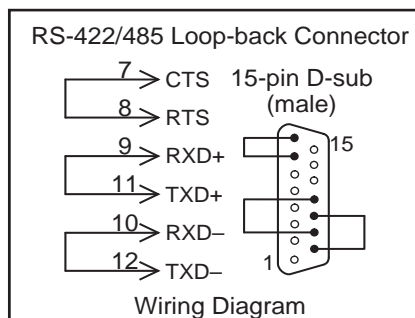 RS-422/485 Loop-back Connector
7 CTS
8 RTS
9 RXD+
11 TXD+
10 RXD–
12 TXD–
15-pin D-sub
(male)
15
1
Wiring Diagram